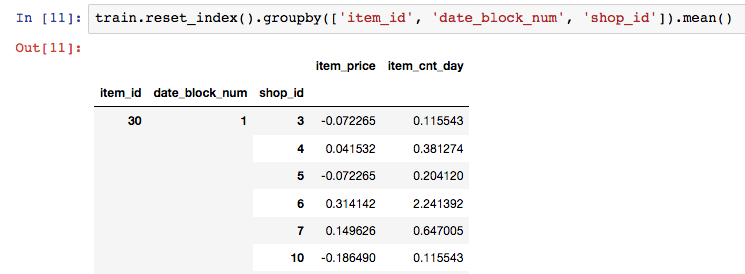 In [11]: train.reset_index().groupby(['item_id', 'date_block_num', 'shop_id']).mean()
Out[11]:
item_price item_cnt_day
item_id date_block_num shop_id
30 1 3 -0.072265 0.115543
4 0.041532 0.381274
5 -0.072265 0.204120
6 0.314142 2.241392
7 0.149626 0.647005
10 -0.186490 0.115543